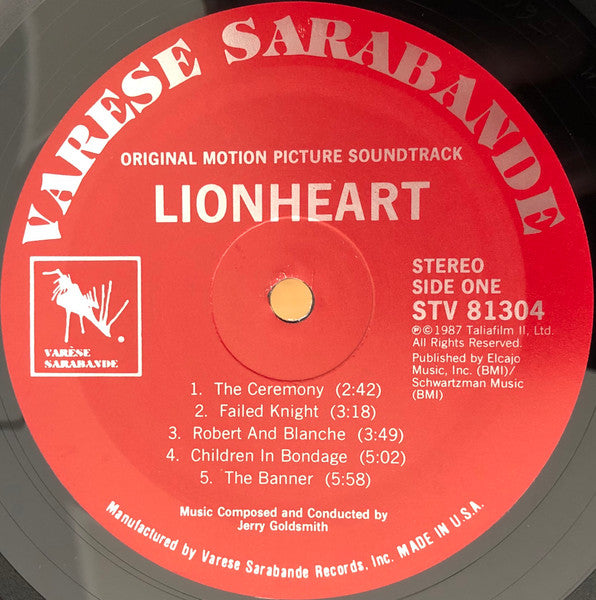 VARESE SARABANDE
ORIGINAL MOTION PICTURE SOUNDTRACK
LIONHEART
VARÈSE
SARABANDE
STEREO
SIDE ONE
STV 81304
℗©1987 Taliafilm II, Ltd.
All Rights Reserved.
Published by Elcajo
Music, Inc. (BMI)/
Schwartzman Music
(BMI)
1. The Ceremony (2:42)
2. Failed Knight (3:18)
3. Robert And Blanche (3:49)
4. Children In Bondage (5:02)
5. The Banner (5:58)
Music Composed and Conducted by
Jerry Goldsmith
Manufactured by Varese Sarabande Records, Inc. MADE IN U.S.A.